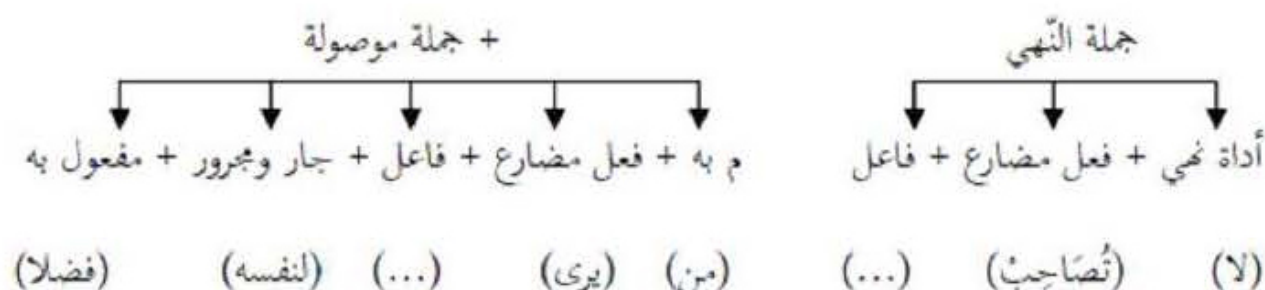 جملة النّهي + جملة موصولة
أداة نهي + فعل مضارع + فاعل م به + فعل مضارع + فاعل + جار ومجرور + مفعول به
(لا) (تُصَاحِبْ) (...) (من) (يرى) (...) (لنفسه) (فضلا)